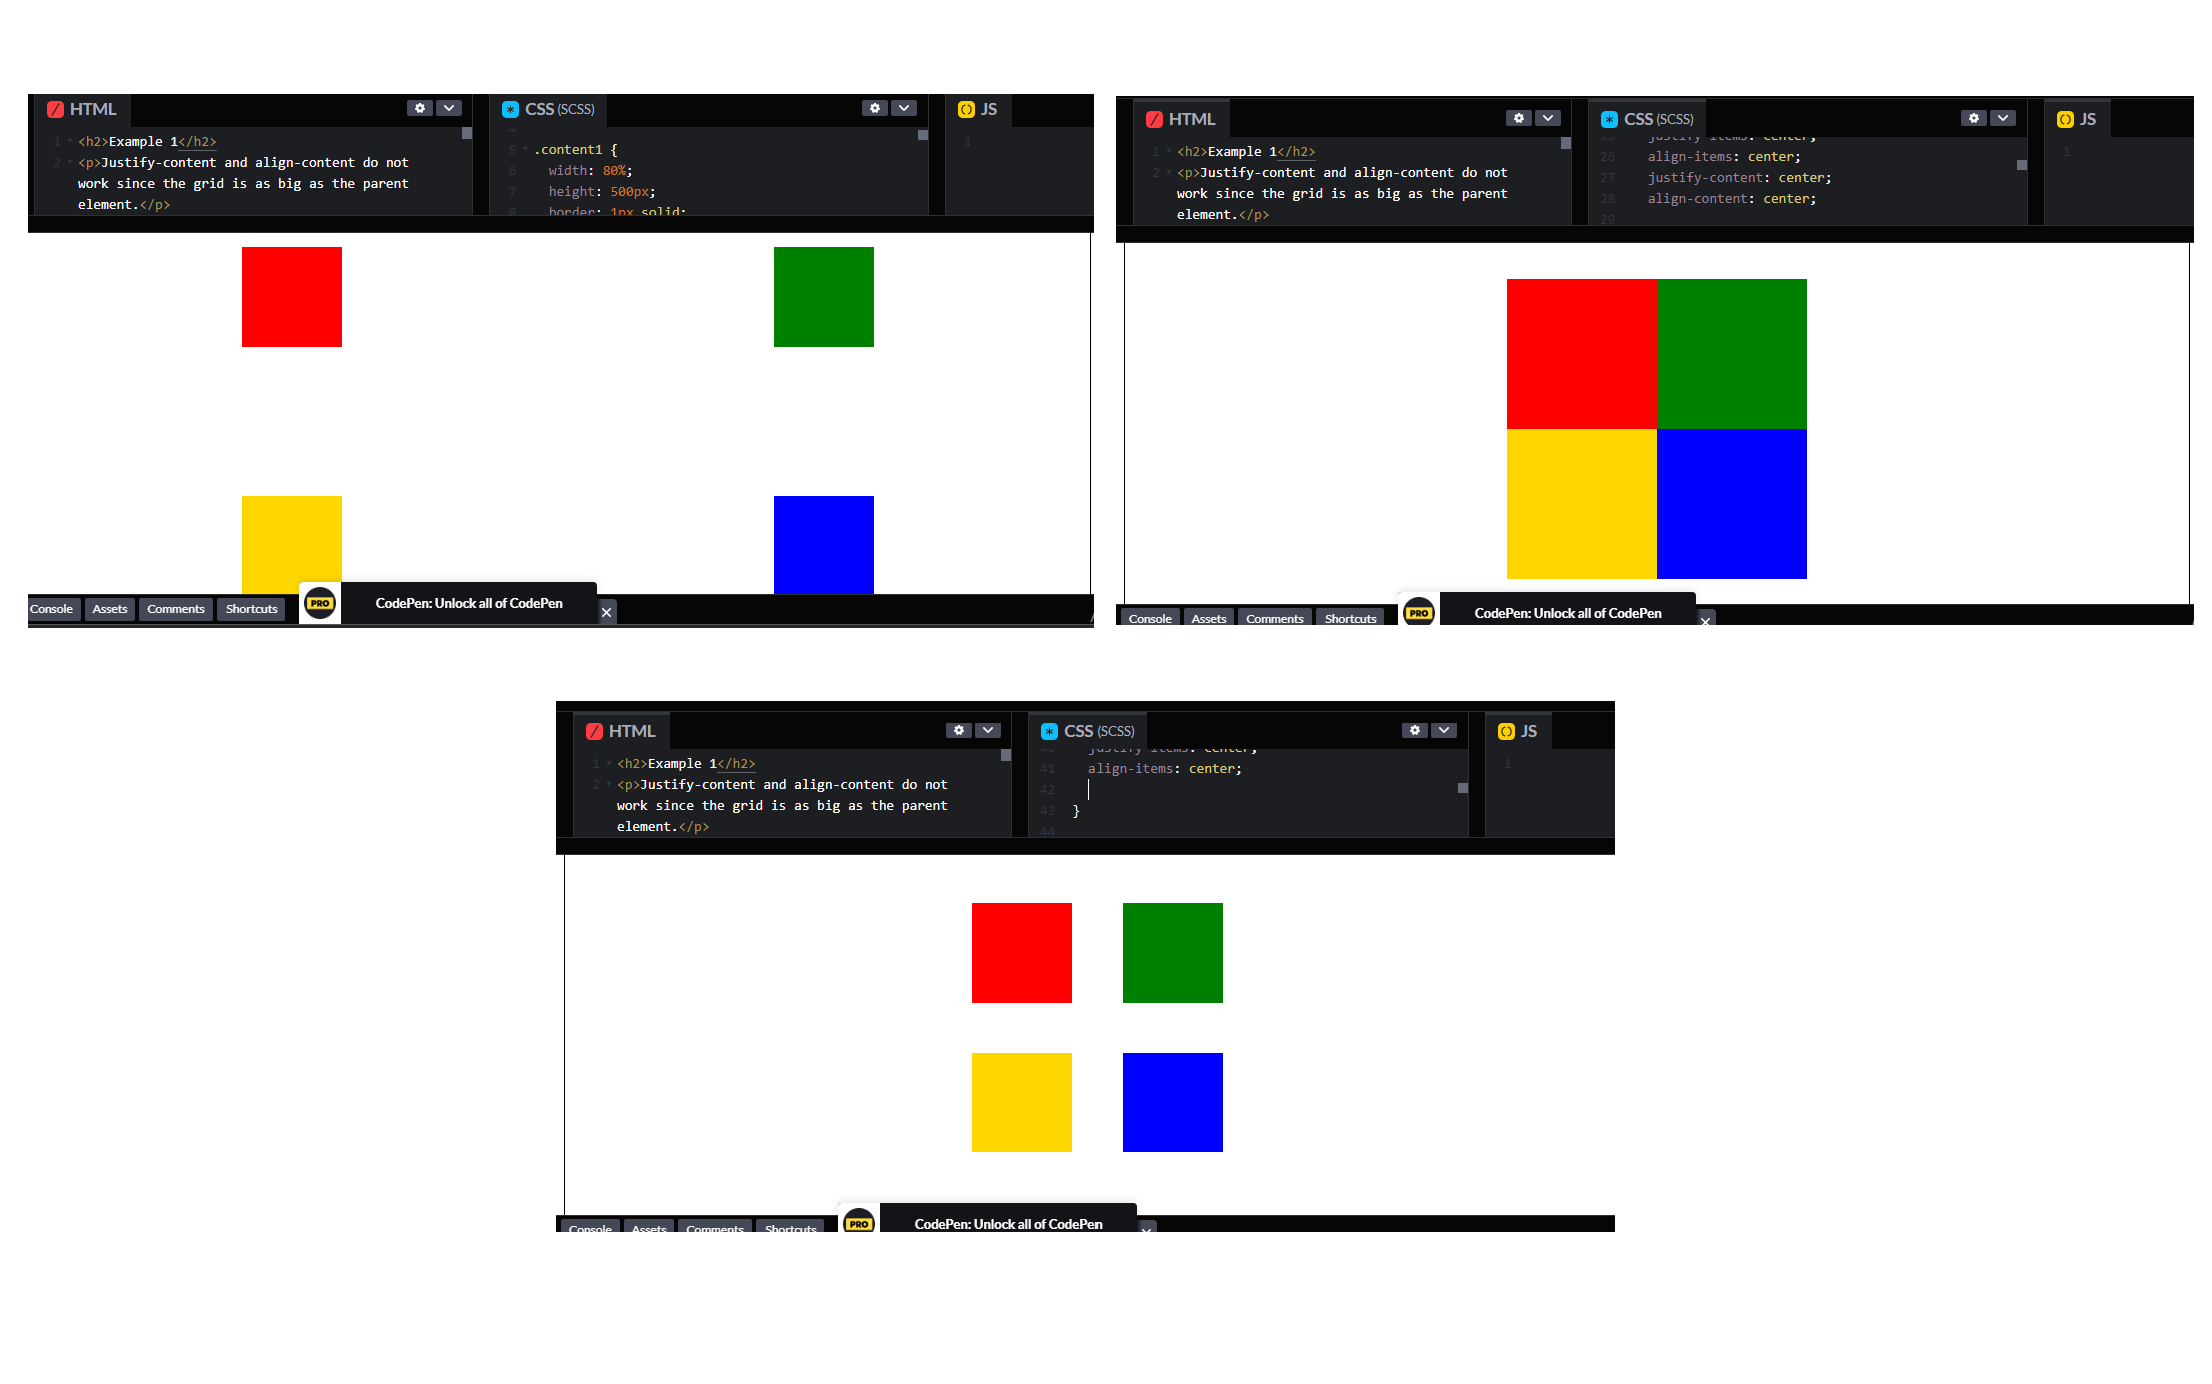 HTML
CSS (SCSS)
JS
1 <h2>Example 1</h2>
2 <p>Justify-content and align-content do not
work since the grid is as big as the parent
element.</p>
4
5 .content1 {
6 width: 80%;
7 height: 500px;
8 border: 1px solid;
1
Console
Assets
Comments
Shortcuts
PRO
CodePen: Unlock all of CodePen
HTML
CSS (SCSS)
JS
1 <h2>Example 1</h2>
2 <p>Justify-content and align-content do not
work since the grid is as big as the parent
element.</p>
25 justify-items: center;
26 align-items: center;
27 justify-content: center;
28 align-content: center;
29
1
Console
Assets
Comments
Shortcuts
PRO
CodePen: Unlock all of CodePen
HTML
CSS (SCSS)
JS
1 <h2>Example 1</h2>
2 <p>Justify-content and align-content do not
work since the grid is as big as the parent
element.</p>
40 justify-items: center;
41 align-items: center;
42
43 }
44
1
Console
Assets
Comments
Shortcuts
PRO
CodePen: Unlock all of CodePen